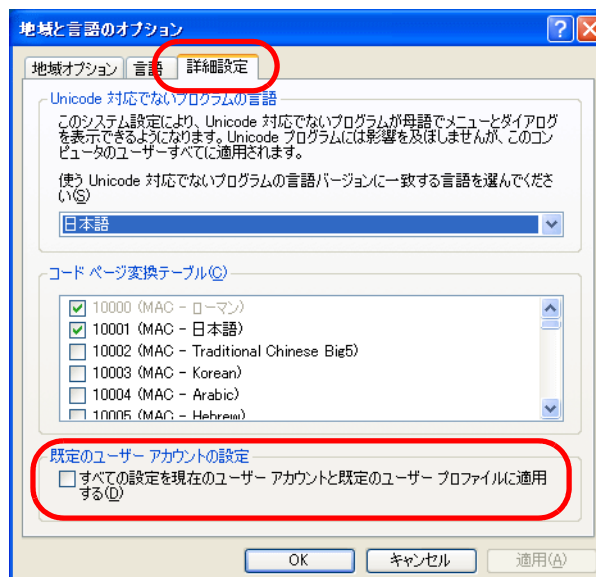 地域と言語のオプション
地域オプション 言語 詳細設定
Unicode 対応でないプログラムの言語
このシステム設定により、Unicode 対応でないプログラムが母語でメニューとダイアログ
を表示できるようになります。Unicode プログラムには影響を及ぼしませんが、このコン
ピュータのユーザーすべてに適用されます。
使う Unicode 対応でないプログラムの言語バージョンに一致する言語を選んでくださ
い(S)
日本語
コード ページ変換テーブル(C)
10000 (MAC - ローマン)
10001 (MAC - 日本語)
10002 (MAC - Traditional Chinese Big5)
10003 (MAC - Korean)
10004 (MAC - Arabic)
10005 (MAC - Hebrew)
既定のユーザー アカウントの設定
すべての設定を現在のユーザー アカウントと既定のユーザー プロファイルに適用
する(D)
OK キャンセル 適用(A)